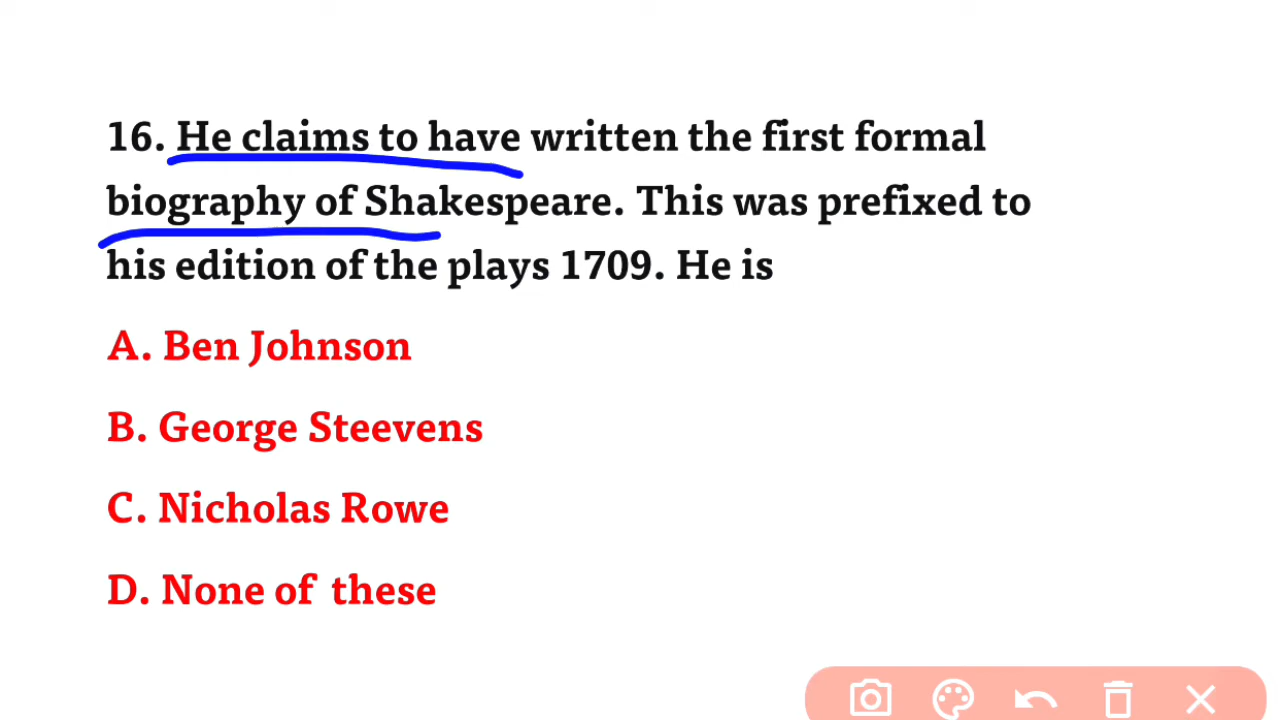 16. He claims to have written the first formal
biography of Shakespeare. This was prefixed to
his edition of the plays 1709. He is
A. Ben Johnson
B. George Steevens
C. Nicholas Rowe
D. None of these